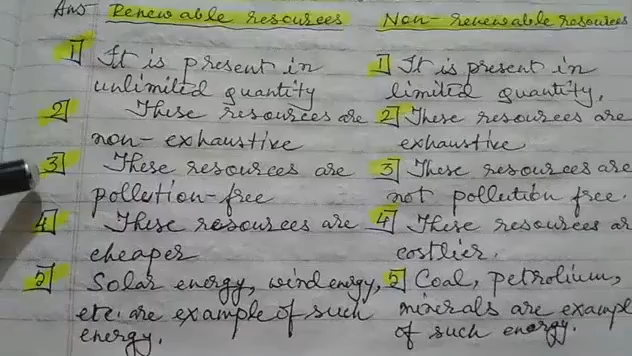 Ans- Renewable resources
1] It is present in
unlimited quantity
2] These resources are
non-exhaustive
3] These resources are
pollution-free
4] These resources are
cheaper
5] Solar energy, wind energy,
etc. are example of such
energy.
Non-renewable resources
1] It is present in
limited quantity.
2] These resources are
exhaustive
3] These resources are
not pollution free.
4] These resources ar
costlier.
5] Coal, petrolium,
minerals are example
of such energy.